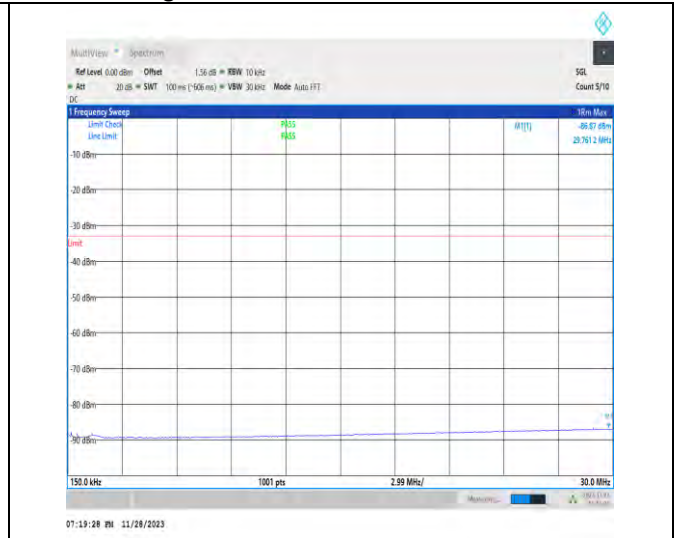 MultiView Spectrum
Ref Level 0.00 dBm Offset 1.56 dB RBW 10 kHz SGL
Att 20 dB SWT 100 ms (~606 ms) VBW 30 kHz Mode Auto FFT Count 5/10
DC
1 Frequency Sweep 1Rm Max
Limit Check PASS M1[1] -86.87 dBm
Line Limit PASS 29.7612 MHz
-10 dBm
-20 dBm
-30 dBm
Limit
-40 dBm
-50 dBm
-60 dBm
-70 dBm
-80 dBm
M1
-90 dBm
150.0 kHz 1001 pts 2.99 MHz/ 30.0 MHz
Measuring...
07:19:28 PM 11/28/2023